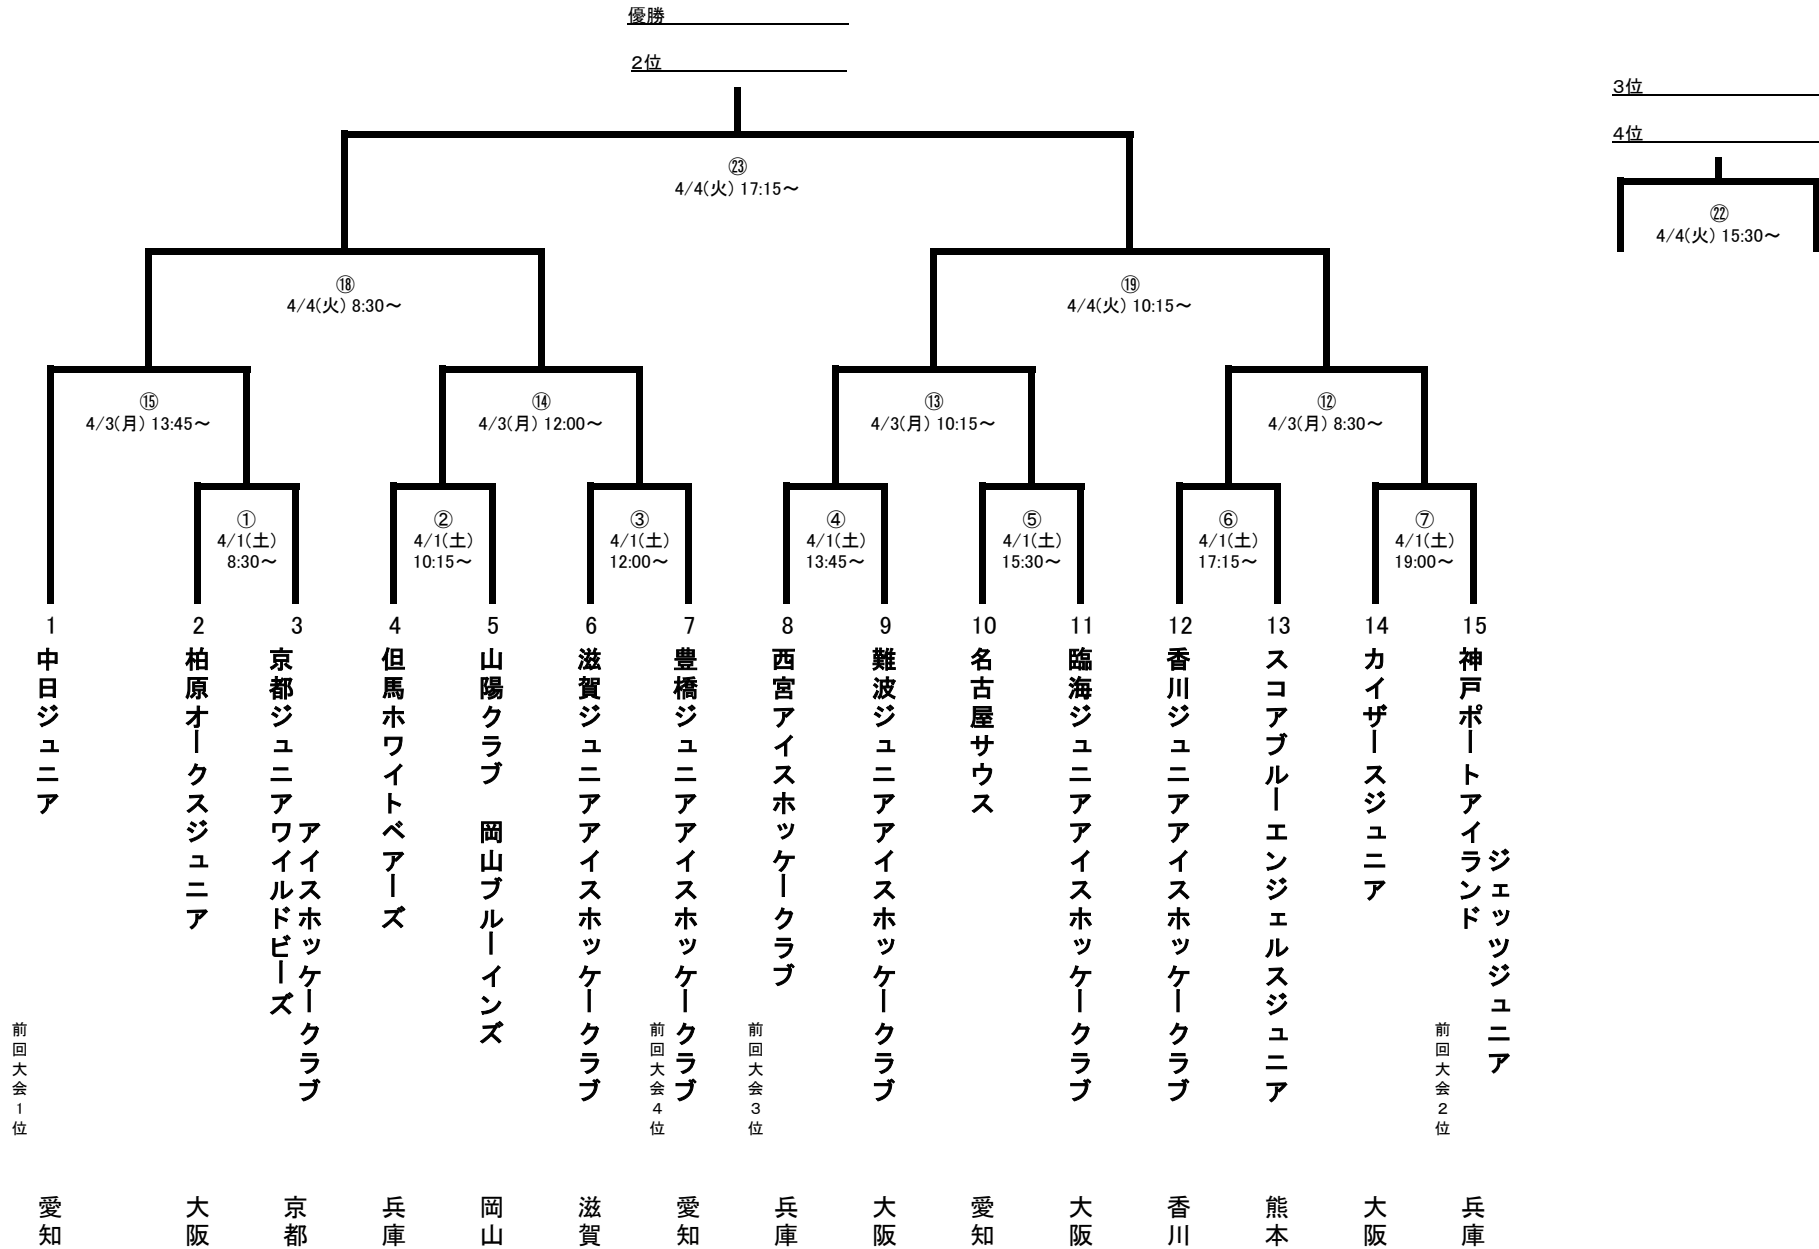 優勝
2位
3位
4位
㉓
4/4(火) 17:15～
㉒
4/4(火) 15:30～
⑱
4/4(火) 8:30～
⑲
4/4(火) 10:15～
⑮
4/3(月) 13:45～
⑭
4/3(月) 12:00～
⑬
4/3(月) 10:15～
⑫
4/3(月) 8:30～
①
4/1(土)
8:30～
②
4/1(土)
10:15～
③
4/1(土)
12:00～
④
4/1(土)
13:45～
⑤
4/1(土)
15:30～
⑥
4/1(土)
17:15～
⑦
4/1(土)
19:00～
1
中日ジュニア
前回大会1位
愛知
2
柏原オークスジュニア
大阪
3
京都ジュニアワイルドビーズ
アイスホッケークラブ
京都
4
但馬ホワイトベアーズ
兵庫
5
山陽クラブ　岡山ブルーインズ
岡山
6
滋賀ジュニアアイスホッケークラブ
滋賀
7
豊橋ジュニアアイスホッケークラブ
前回大会4位
愛知
8
西宮アイスホッケークラブ
前回大会3位
兵庫
9
難波ジュニアアイスホッケークラブ
大阪
10
名古屋サウス
愛知
11
臨海ジュニアアイスホッケークラブ
大阪
12
香川ジュニアアイスホッケークラブ
香川
13
スコアブルーエンジェルスジュニア
熊本
14
カイザースジュニア
大阪
15
神戸ポートアイランド
ジェッツジュニア
前回大会2位
兵庫